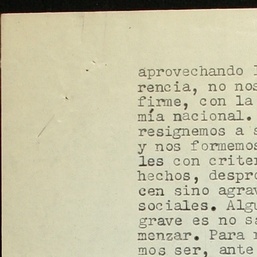 aprovechando
rencia, no nos
firme, con la
mía nacional.
resignemos a
y nos formemos
les con criter
hechos, despro
cen sino agrav
sociales. Algu
grave es no sa
menzar. Para
mos ser, ante